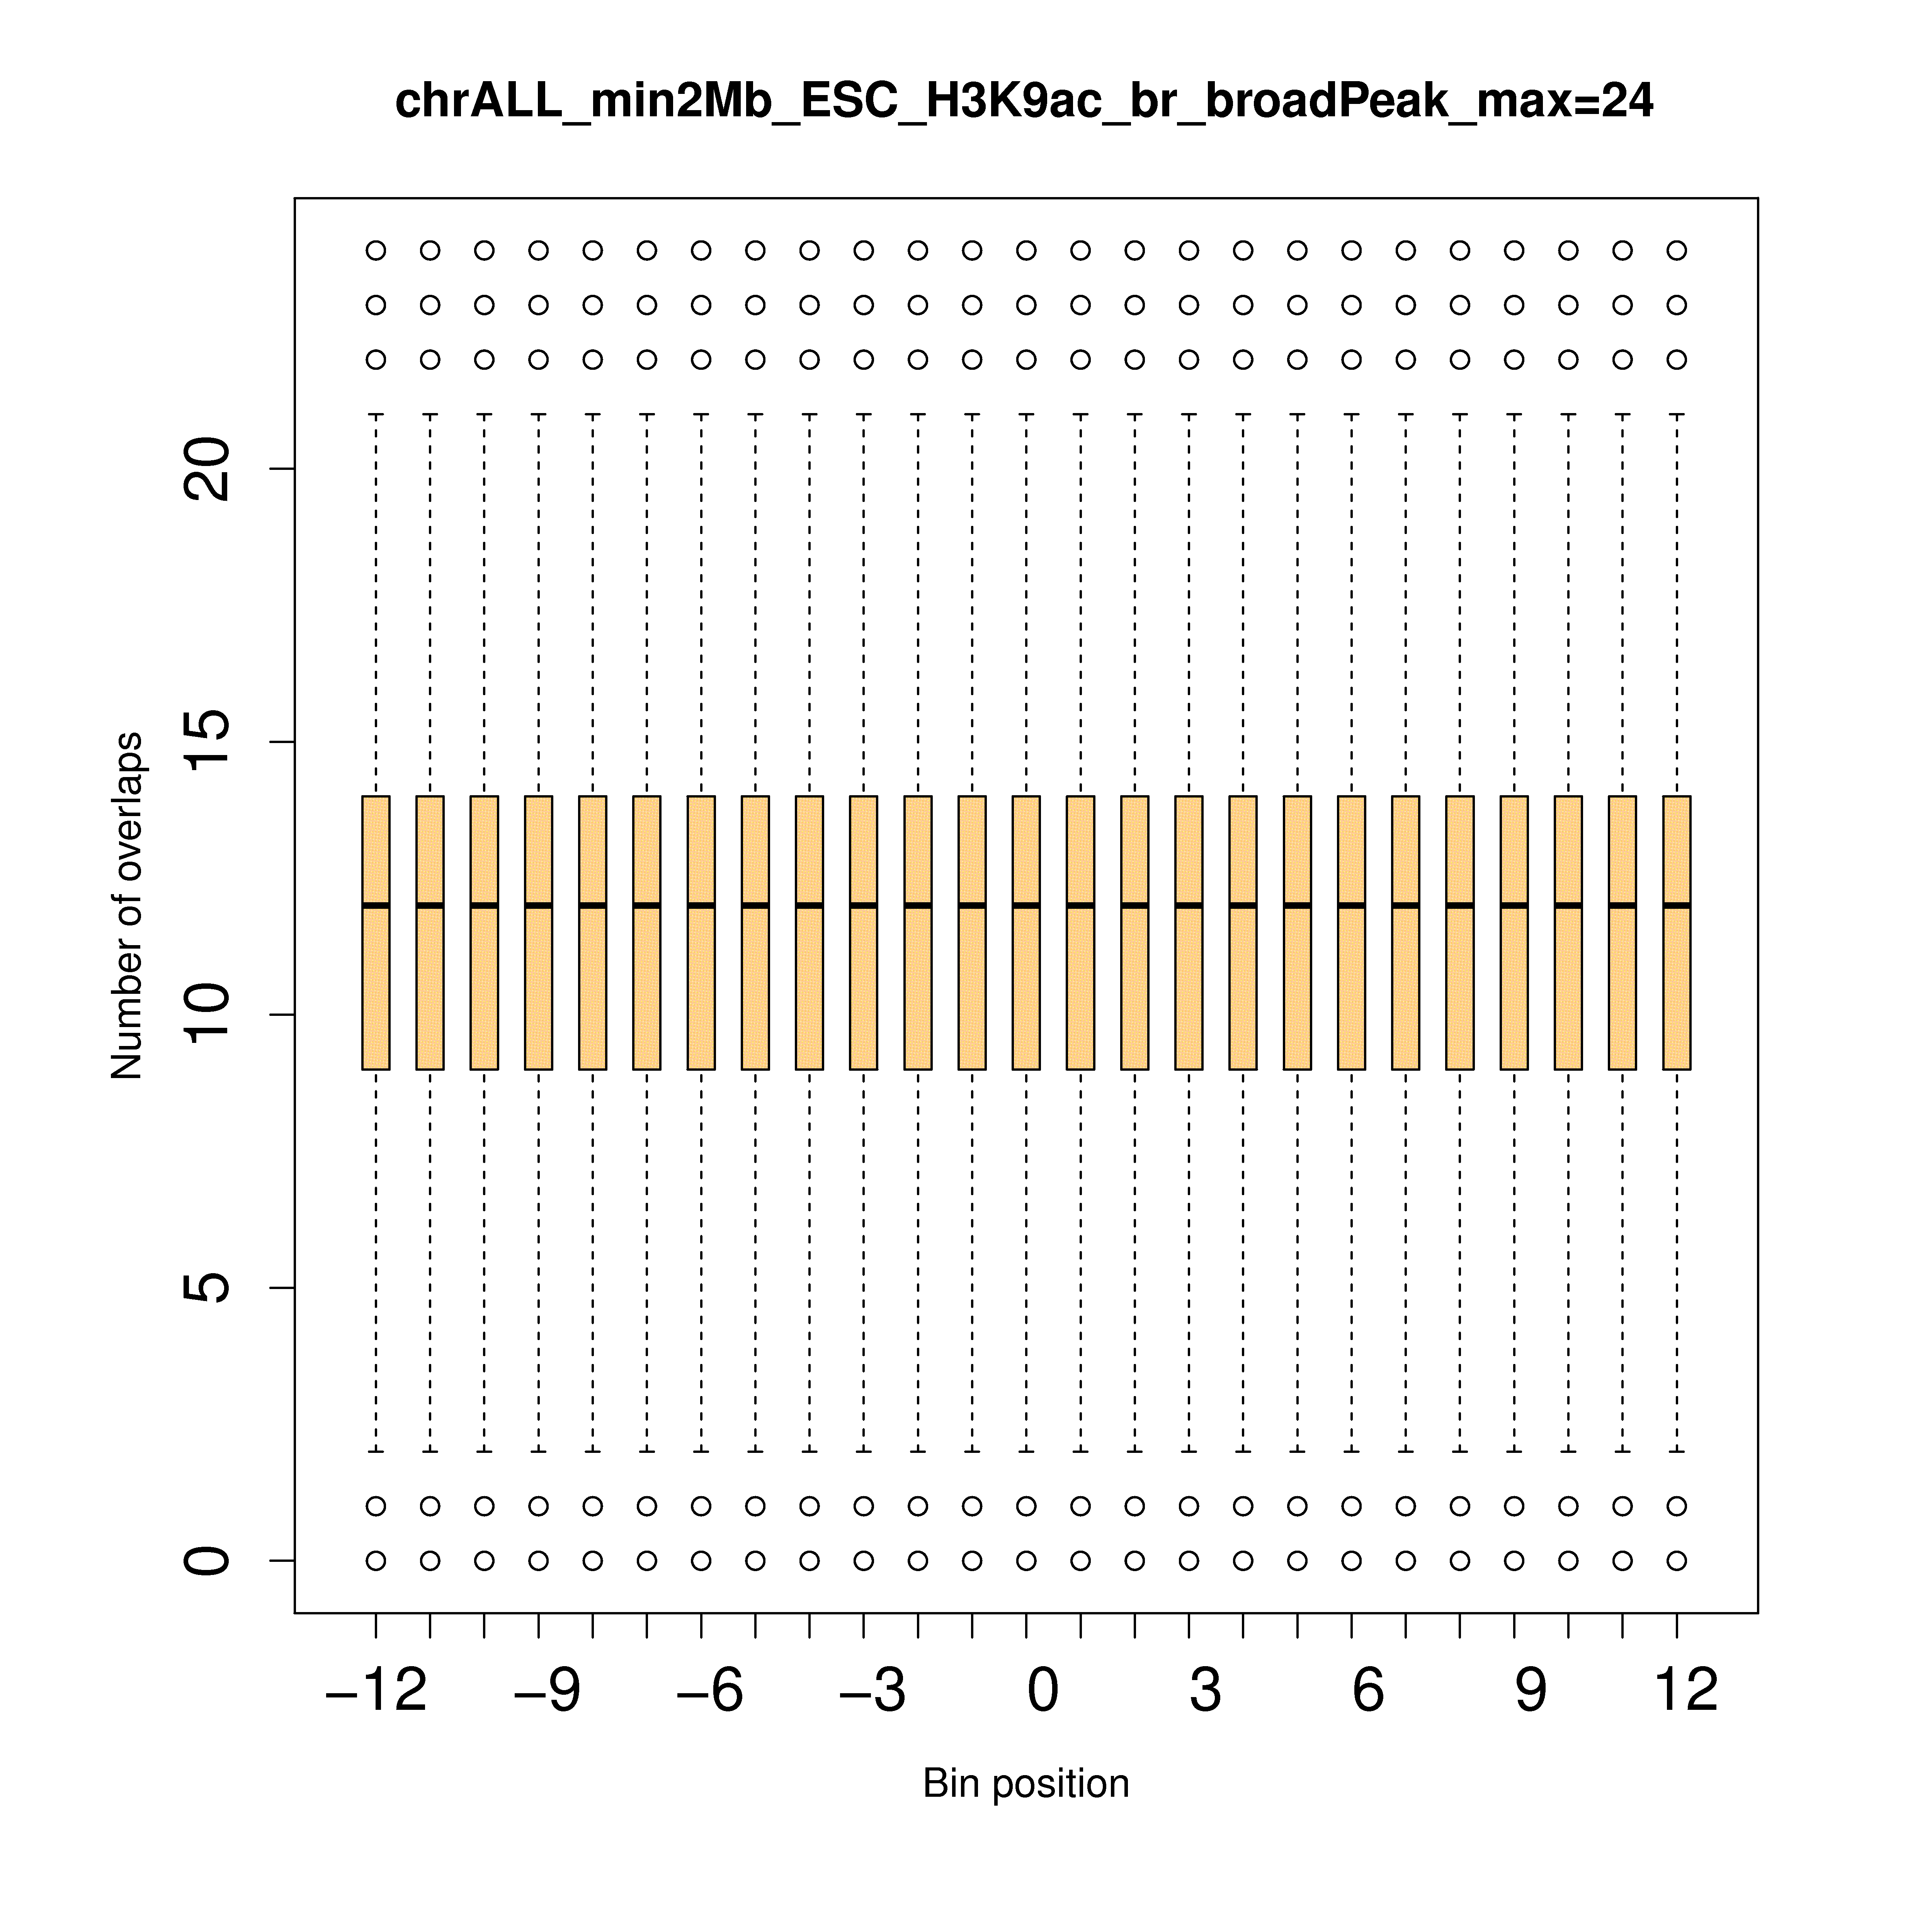 chrALL_min2Mb_ESC_H3K9ac_br_broadPeak_max=24
Number of overlaps
20
15
10
5
0
−12 −9 −6 −3 0 3 6 9 12
Bin position